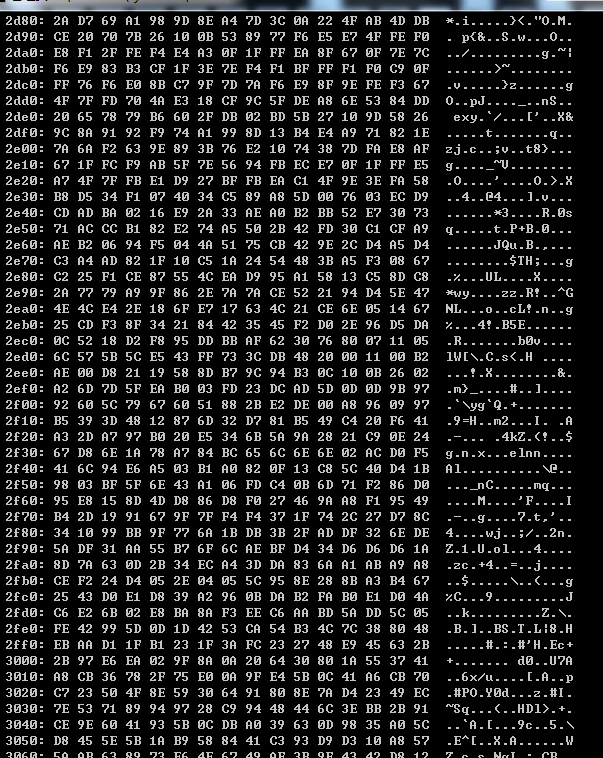 2d80: 2A D7 69 A1 98 9D 8E A4 7D 3C 0A 22 4F AB 4D DB *.i.....}<."O.M.
2d90: CE 20 70 7B 26 10 0B 53 89 77 F6 E5 E7 4F FE F0 . p{&..S.w...O..
2da0: E8 F1 2F FE F4 E4 A3 0F 1F FF EA 8F 67 0F 7E 7C ../.........g.~|
2db0: F6 E9 83 B3 CF 1F 3E 7E F4 F1 BF FF F1 F0 C9 0F ......>~........
2dc0: FF 76 F6 E0 8B C7 9F 7D 7A F6 E9 8F 9E FE F3 67 .v.....}z......g
2dd0: 4F 7F FD 70 4A E3 18 CF 9C 5F DE A8 6E 53 84 DD O..pJ...._..nS..
2de0: 20 65 78 79 B6 60 2F DB 02 BD 5B 27 10 9D 58 26 exy.`/...['..X&
2df0: 9C 8A 91 92 F9 74 A1 99 8D 13 B4 E4 A9 71 82 1E .....t.......q..
2e00: 7A 6A F2 63 9E 89 3B 76 E2 10 74 38 7D FA E8 AF zj.c..;v..t8}...
2e10: 67 1F FC F9 AB 5F 7E 56 94 FB EC E7 0F 1F FF E5 g...._~V........
2e20: A7 4F 7F FB E1 D9 27 BF FB EA C1 4F 9E 3E FA 58 .O....'....O.>.X
2e30: B8 D5 34 F1 07 40 34 C5 89 A8 5D 00 76 03 EC D9 ..4..@4...].v...
2e40: CD AD BA 02 16 E9 2A 33 AE A0 B2 BB 52 E7 30 73 ......*3....R.0s
2e50: 71 AC CC B1 82 E2 74 A5 50 2B 42 FD 30 C1 CF A9 q.....t.P+B.0...
2e60: AE B2 06 94 F5 04 4A 51 75 CB 42 9E 2C D4 A5 D4 ......JQu.B.,...
2e70: C3 A4 AD 82 1F 10 C5 1A 24 54 48 3B A5 F3 08 67 ........$TH;...g
2e80: C2 25 F1 CE 87 55 4C EA D9 95 A1 58 13 C5 8D C8 .%...UL....X....
2e90: 2A 77 79 A9 9F 86 2E 7A 7A CE 52 21 94 D4 5E 47 *wy....zz.R!..^G
2ea0: 4E 4C E4 2E 18 6F E7 17 63 4C 21 CE 6E 05 14 67 NL...o..cL!.n..g
2eb0: 25 CD F3 8F 34 21 84 42 35 45 F2 D0 2E 96 D5 DA %...4!.B5E......
2ec0: 0C 52 18 D2 F8 95 DD BB AF 62 30 76 80 07 11 05 .R.......b0v....
2ed0: 6C 57 5B 5C E5 43 FF 73 3C DB 48 20 00 11 00 B2 lW[\.C.s<.H ....
2ee0: AE 00 D8 21 19 58 8D B7 9C 94 B3 0C 10 0B 26 02 ...!.X........&.
2ef0: A2 6D 7D 5F EA B0 03 FD 23 DC AD 5D 0D 0D 9B 97 .m}_....#..]....
2f00: 92 60 5C 79 67 60 51 88 2B E2 DE 00 A8 96 09 97 .`\yg`Q.+.......
2f10: B5 39 3D 48 12 87 6D 32 D7 81 B5 49 C4 20 F6 41 .9=H..m2...I. .A
2f20: A3 2D A7 97 B0 20 E5 34 6B 5A 9A 28 21 C9 0E 24 .-... .4kZ.(!..$
2f30: 67 D8 6E 1A 78 A7 84 BC 65 6C 6E 6E 02 AC D0 F5 g.n.x...elnn....
2f40: 41 6C 94 E6 A5 03 B1 A0 82 0F 13 C8 5C 40 D4 1B Al..........\@..
2f50: 98 03 BF 5F 6E 43 A1 06 FD C4 0B 6D 71 F2 86 D0 ..._nC.....mq...
2f60: 95 E8 15 8D 4D D8 86 D8 F0 27 46 9A A8 F1 95 49 ....M....'F....I
2f70: B4 2D 19 91 67 9F 7F F4 F4 37 1F 74 2C 27 D7 8C .-..g....7.t,'..
2f80: 34 10 99 BB 9F 77 6A 1B DB 3B 2F AD DF 32 6E DE 4....wj..;/..2n.
2f90: 5A DF 31 AA 55 B7 6F 6C AE BF D4 34 D6 D6 D6 1A Z.1.U.ol...4....
2fa0: 8D 7A 63 0D 2B 34 EC A4 3D DA 83 6A A1 AB A9 A8 .zc.+4..=..j....
2fb0: CE F2 24 D4 05 2E 04 05 5C 95 8E 28 8B A3 B4 67 ..$.....\..(...g
2fc0: 25 43 D0 E1 D8 39 A2 96 0B DA B2 FA B0 E1 D0 4A %C...9.........J
2fd0: C6 E2 6B 02 E8 BA 8A F3 EE C6 AA BD 5A DD 5C 05 ..k.........Z.\.
2fe0: FE 42 99 5D 0D 1D 42 53 CA 54 B3 4C 7C 38 80 48 .B.]..BS.T.L|8.H
2ff0: EB AA D1 1F B1 23 1F 3A FC 23 27 48 E9 45 63 2B .....#.:.#'H.Ec+
3000: 2B 97 E6 EA 02 9F 8A 0A 20 64 30 80 1A 55 37 41 +....... d0..U7A
3010: A8 CB 36 78 2F 75 E0 0A 9F E4 5B 0C 41 A6 CB 70 ..6x/u....[.A..p
3020: C7 23 50 4F 8E 59 30 64 91 80 8E 7A D4 23 49 EC .#PO.Y0d...z.#I.
3030: 7E 53 71 89 94 97 28 C9 94 48 44 6C 3E BB 2B 91 ~Sq...(..HDl>.+.
3040: CE 9E 60 41 93 5B 0C DB A0 39 63 0D 98 35 A0 5C ..`A.[...9c..5.\
3050: D8 45 5E 5B 1A B9 58 84 41 C3 93 D9 D3 10 A8 57 .E^[..X.A......W